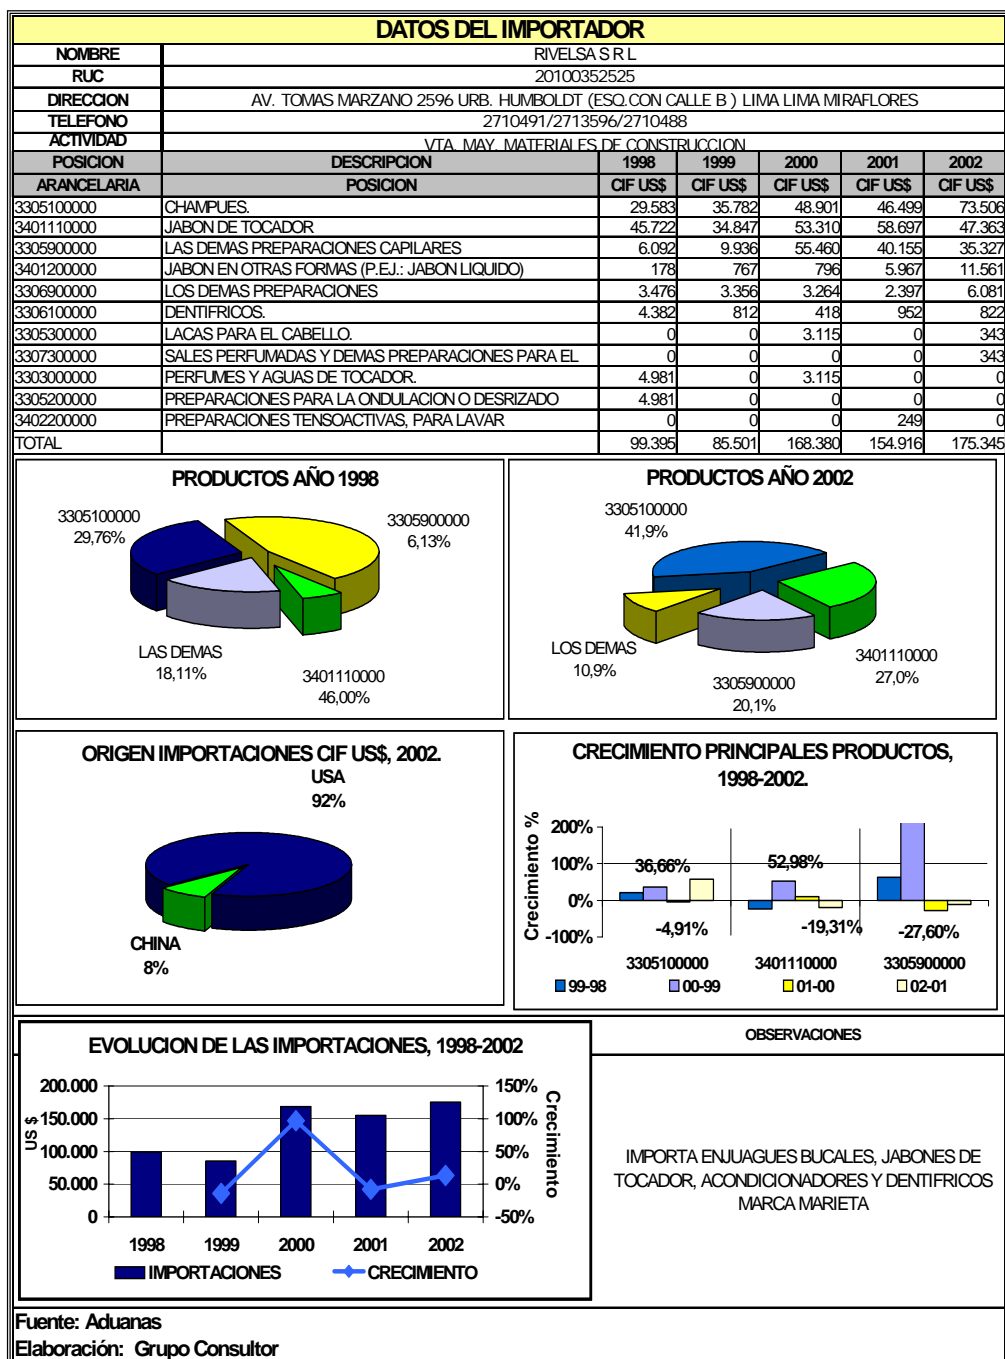 DATOS DEL IMPORTADOR
NOMBRE RIVELSA S R L
RUC 20100352525
DIRECCION AV. TOMAS MARZANO 2596 URB. HUMBOLDT (ESQ.CON CALLE B ) LIMA LIMA MIRAFLORES
TELEFONO 2710491/2713596/2710488
ACTIVIDAD VTA. MAY. MATERIALES DE CONSTRUCCION
POSICION DESCRIPCION 1998 1999 2000 2001 2002
ARANCELARIA POSICION CIF US$ CIF US$ CIF US$ CIF US$ CIF US$
3305100000 CHAMPUES. 29.583 35.782 48.901 46.499 73.506
3401110000 JABON DE TOCADOR 45.722 34.847 53.310 58.697 47.363
3305900000 LAS DEMAS PREPARACIONES CAPILARES 6.092 9.936 55.460 40.155 35.327
3401200000 JABON EN OTRAS FORMAS (P.EJ.: JABON LIQUIDO) 178 767 796 5.967 11.561
3306900000 LOS DEMAS PREPARACIONES 3.476 3.356 3.264 2.397 6.081
3306100000 DENTIFRICOS. 4.382 812 418 952 822
3305300000 LACAS PARA EL CABELLO. 0 0 3.115 0 343
3307300000 SALES PERFUMADAS Y DEMAS PREPARACIONES PARA EL 0 0 0 0 343
3303000000 PERFUMES Y AGUAS DE TOCADOR. 4.981 0 3.115 0 0
3305200000 PREPARACIONES PARA LA ONDULACION O DESRIZADO 4.981 0 0 0 0
3402200000 PREPARACIONES TENSOACTIVAS, PARA LAVAR 0 0 0 249 0
TOTAL 99.395 85.501 168.380 154.916 175.345
PRODUCTOS AÑO 1998
3305100000
29,76%
3305900000
6,13%
LAS DEMAS
18,11%
3401110000
46,00%
PRODUCTOS AÑO 2002
3305100000
41,9%
LOS DEMAS
10,9%
3305900000
20,1%
3401110000
27,0%
ORIGEN IMPORTACIONES CIF US$, 2002.
USA
92%
CHINA
8%
CRECIMIENTO PRINCIPALES PRODUCTOS,
1998-2002.
Crecimiento %
200%
100%
0%
-100%
36,66% 52,98%
-4,91% -19,31% -27,60%
3305100000 3401110000 3305900000
99-98 00-99 01-00 02-01
EVOLUCION DE LAS IMPORTACIONES, 1998-2002
US $
200.000
150.000
100.000
50.000
0
150%
100%
50%
0%
-50%
Crecimiento
1998 1999 2000 2001 2002
IMPORTACIONES CRECIMIENTO
OBSERVACIONES
IMPORTA ENJUAGUES BUCALES, JABONES DE
TOCADOR, ACONDICIONADORES Y DENTIFRICOS
MARCA MARIETA
Fuente: Aduanas
Elaboración: Grupo Consultor